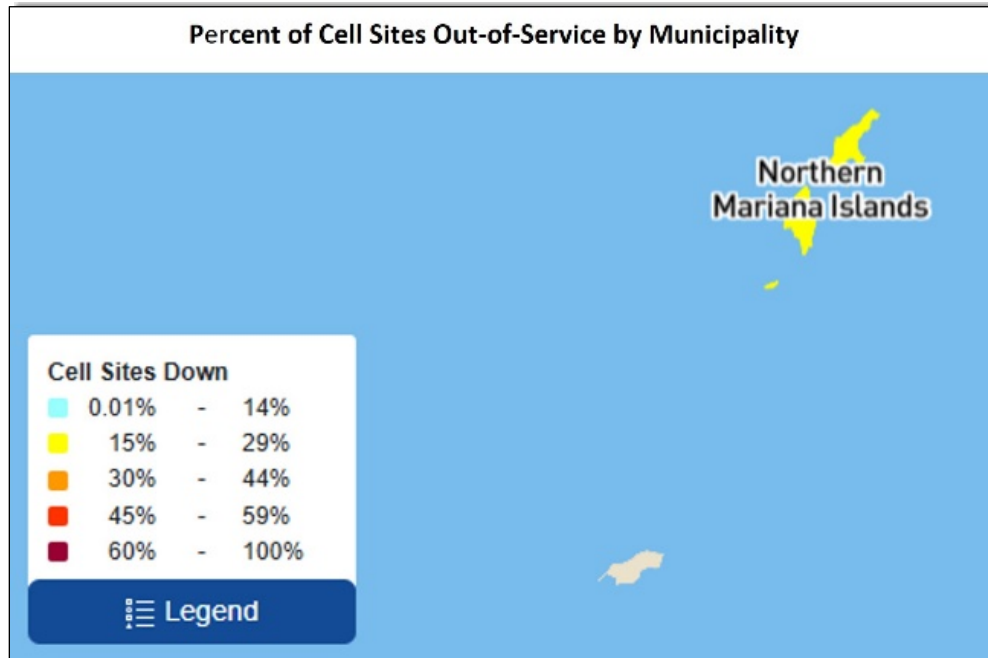 Percent of Cell Sites Out-of-Service by Municipality
Northern
Mariana Islands
Cell Sites Down
0.01% - 14%
15% - 29%
30% - 44%
45% - 59%
60% - 100%
Legend